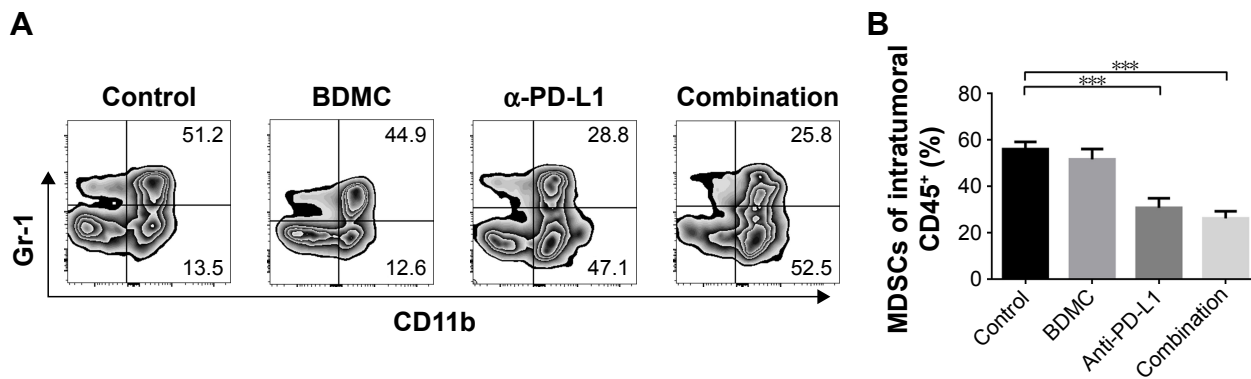 A
Control
BDMC
α-PD-L1
Combination
51.2
44.9
28.8
25.8
13.5
12.6
47.1
52.5
Gr-1
CD11b
B
MDSCs of intratumoral
CD45⁺ (%)
***
***
80
60
40
20
0
Control
BDMC
Anti-PD-L1
Combination